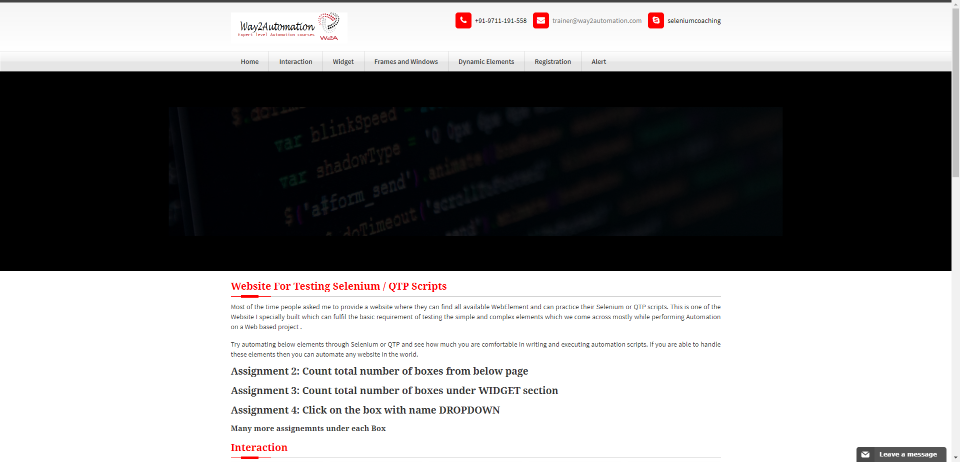 Way2Automation
Expert level Automation courses
W2A
+91-9711-191-558
trainer@way2automation.com
seleniumcoaching
Home
Interaction
Widget
Frames and Windows
Dynamic Elements
Registration
Alert
var blinkSpeed =
var shadowType = '0 0px
$('a#form_send').animate(
doTimeout('scroll
Website For Testing Selenium / QTP Scripts
Most of the time people asked me to provide a website where they can find all available WebElement and can practice their Selenium or QTP scripts. This is one of the
Website I specially built which can fulfil the basic requirement of testing the simple and complex elements which we come across mostly while performing Automation
on a Web based project .
Try automating below elements through Selenium or QTP and see how much you are comfortable in writing and executing automation scripts. If you are able to handle
these elements then you can automate any website in the world.
Assignment 2: Count total number of boxes from below page
Assignment 3: Count total number of boxes under WIDGET section
Assignment 4: Click on the box with name DROPDOWN
Many more assignemnts under each Box
Interaction
Leave a message